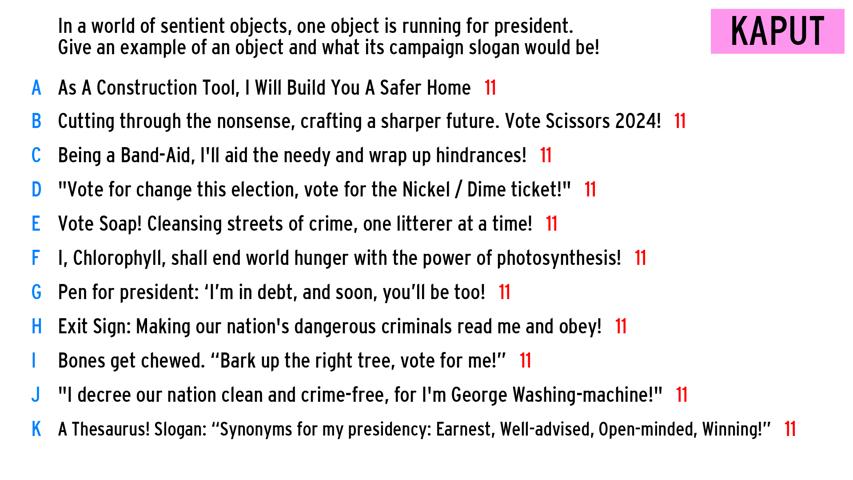 In a world of sentient objects, one object is running for president.
Give an example of an object and what its campaign slogan would be!
KAPUT
A As A Construction Tool, I Will Build You A Safer Home 11
B Cutting through the nonsense, crafting a sharper future. Vote Scissors 2024! 11
C Being a Band-Aid, I'll aid the needy and wrap up hindrances! 11
D "Vote for change this election, vote for the Nickel / Dime ticket!" 11
E Vote Soap! Cleansing streets of crime, one litterer at a time! 11
F I, Chlorophyll, shall end world hunger with the power of photosynthesis! 11
G Pen for president: ‘I’m in debt, and soon, you’ll be too! 11
H Exit Sign: Making our nation's dangerous criminals read me and obey! 11
I Bones get chewed. “Bark up the right tree, vote for me!” 11
J "I decree our nation clean and crime-free, for I'm George Washing-machine!" 11
K A Thesaurus! Slogan: “Synonyms for my presidency: Earnest, Well-advised, Open-minded, Winning!” 11